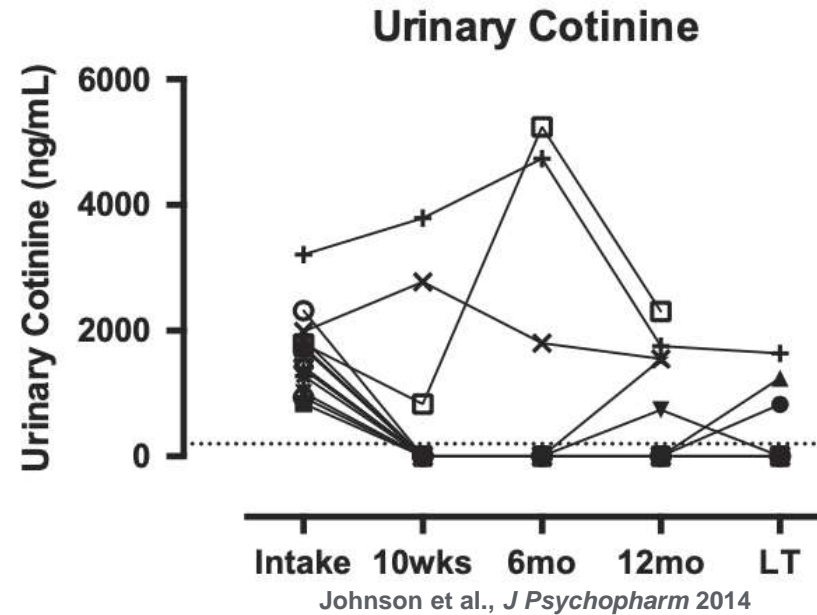 Urinary Cotinine
Urinary Cotinine (ng/mL)
6000
4000
2000
0
Intake 10wks 6mo 12mo LT
Johnson et al., J Psychopharm 2014